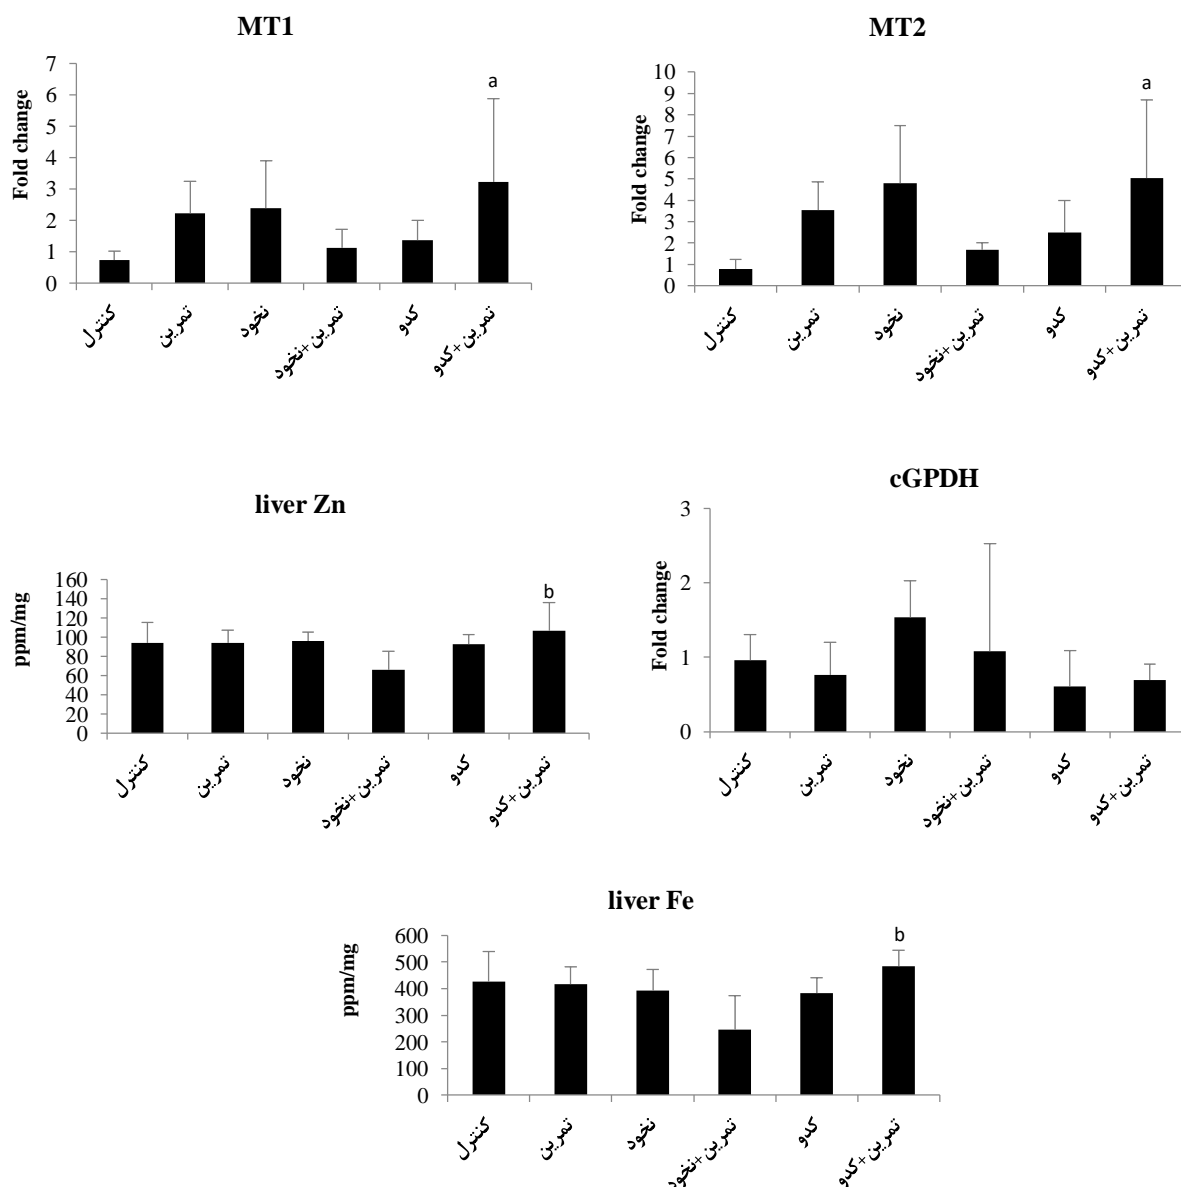 MT1
Fold change
7
6
5
4
3
2
1
0
a
کنترل
تمرین
نخود
تمرین+نخود
کدو
تمرین+کدو
MT2
Fold change
10
9
8
7
6
5
4
3
2
1
0
a
کنترل
تمرین
نخود
تمرین+نخود
کدو
تمرین+کدو
liver Zn
ppm/mg
160
140
120
100
80
60
40
20
0
b
کنترل
تمرین
نخود
تمرین+نخود
کدو
تمرین+کدو
cGPDH
Fold change
3
2
1
0
کنترل
تمرین
نخود
تمرین+نخود
کدو
تمرین+کدو
liver Fe
ppm/mg
600
500
400
300
200
100
0
b
کنترل
تمرین
نخود
تمرین+نخود
کدو
تمرین+کدو